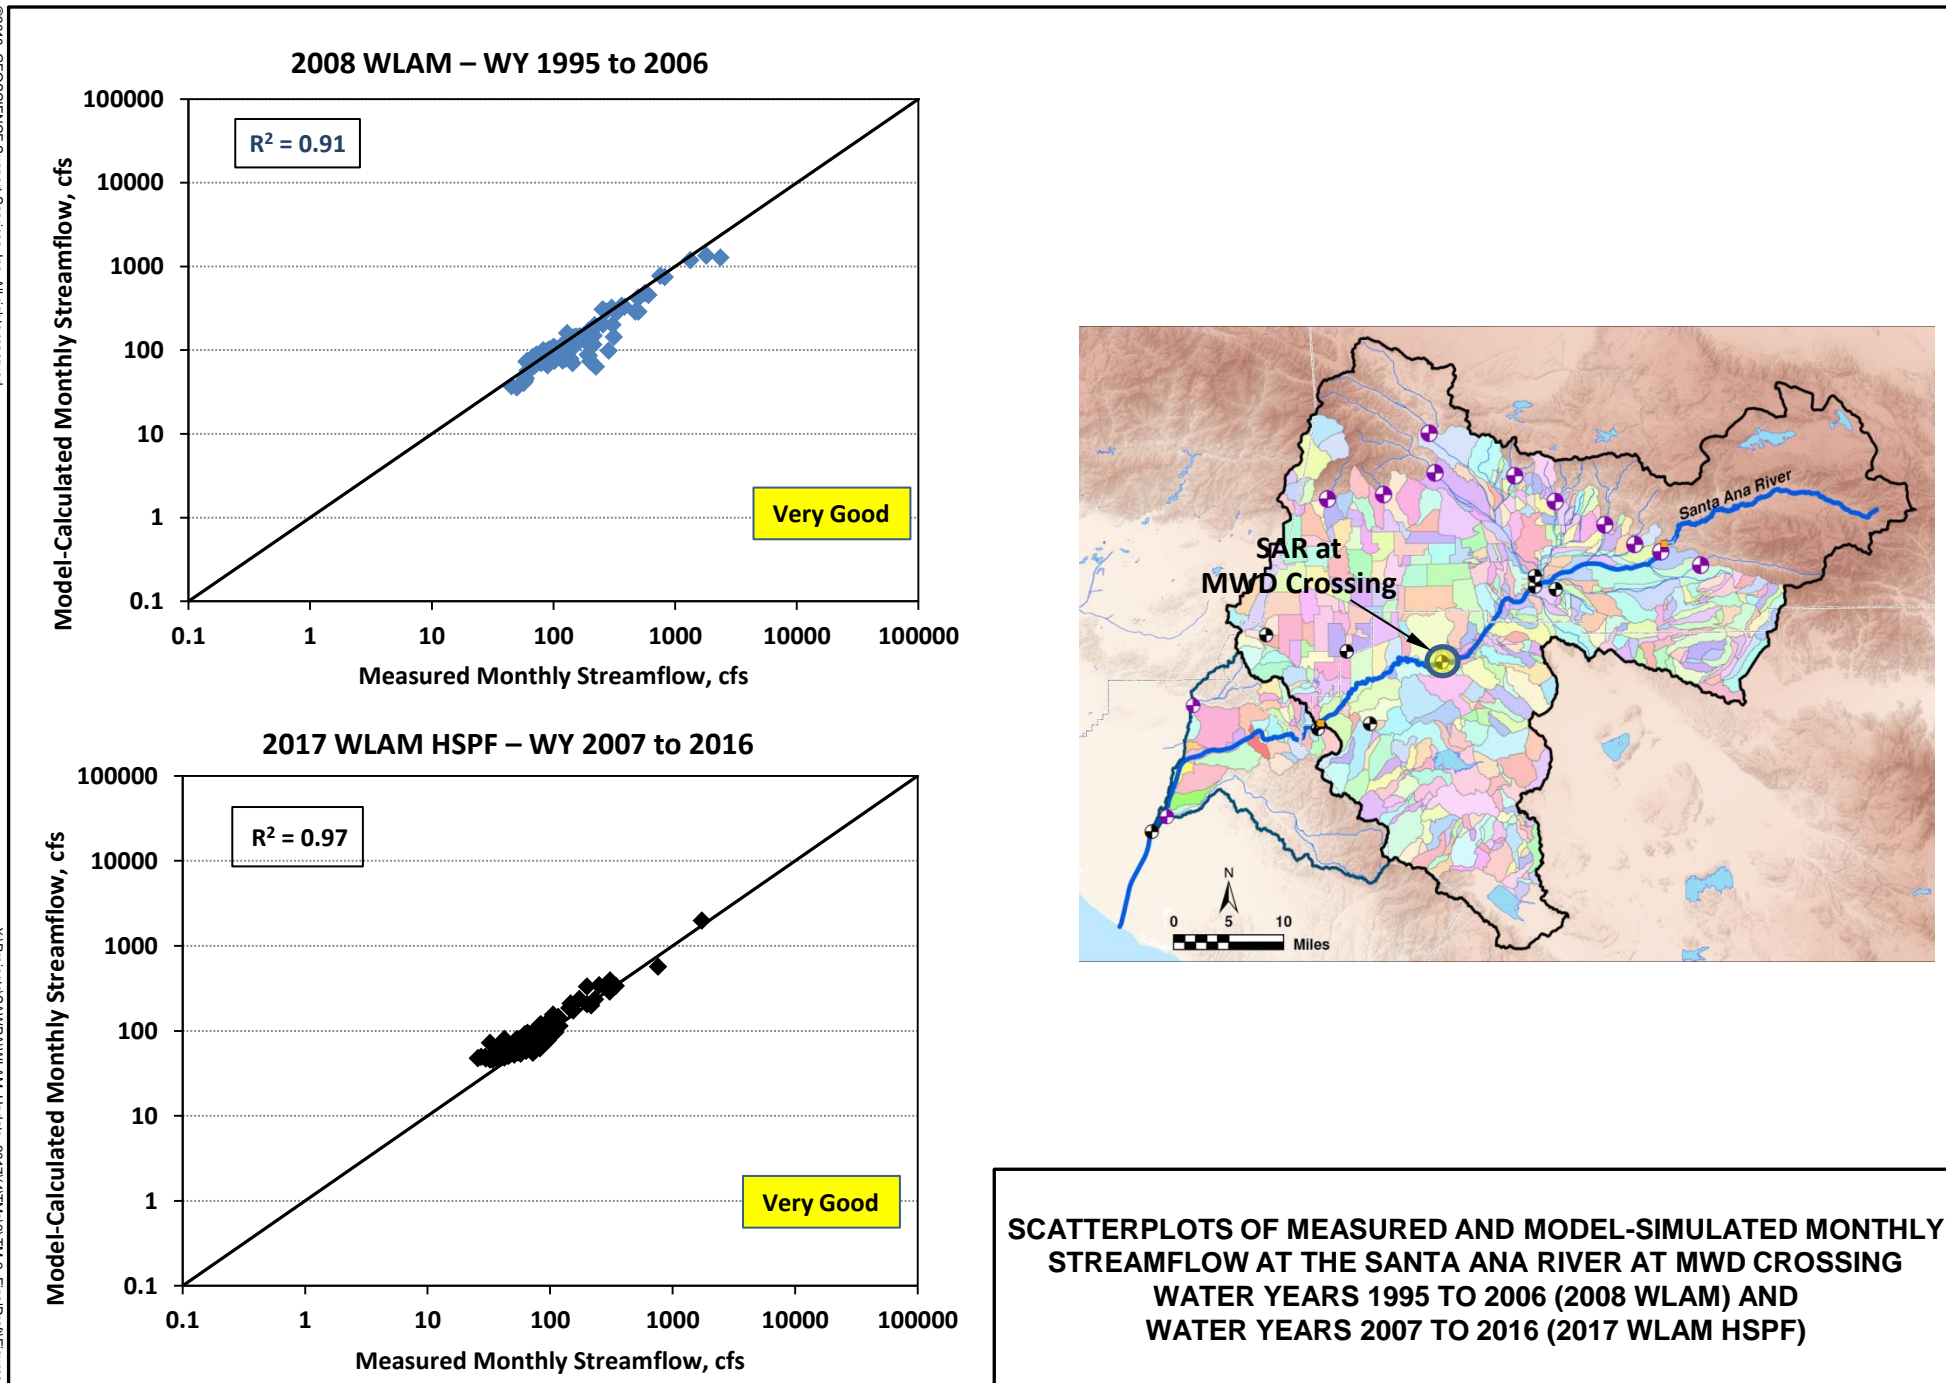 2008 WLAM – WY 1995 to 2006
100000
10000
1000
100
10
1
0.1
R² = 0.91
Very Good
0.1 1 10 100 1000 10000 100000
Model-Calculated Monthly Streamflow, cfs
Measured Monthly Streamflow, cfs
2017 WLAM HSPF – WY 2007 to 2016
100000
10000
1000
100
10
1
0.1
R² = 0.97
Very Good
0.1 1 10 100 1000 10000 100000
Model-Calculated Monthly Streamflow, cfs
Measured Monthly Streamflow, cfs
Santa Ana River
SAR at
MWD Crossing
N
0 5 10
Miles
SCATTERPLOTS OF MEASURED AND MODEL-SIMULATED MONTHLY
STREAMFLOW AT THE SANTA ANA RIVER AT MWD CROSSING
WATER YEARS 1995 TO 2006 (2008 WLAM) AND
WATER YEARS 2007 TO 2016 (2017 WLAM HSPF)